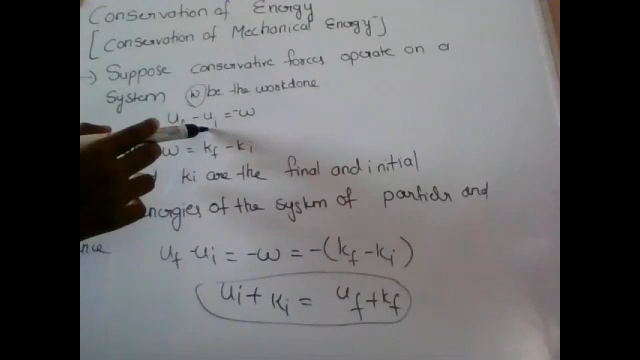 Conservation of Energy
[Conservation of Mechanical Energy-]
-) Suppose conservative forces operate on a
System w be the workdone
U - Ui = -w
w = kf - ki
ki are the final and initial
energies of the system of particles and
Uf - Ui = -w = -(kf - ki)
Ui + Ki = Uf + Kf